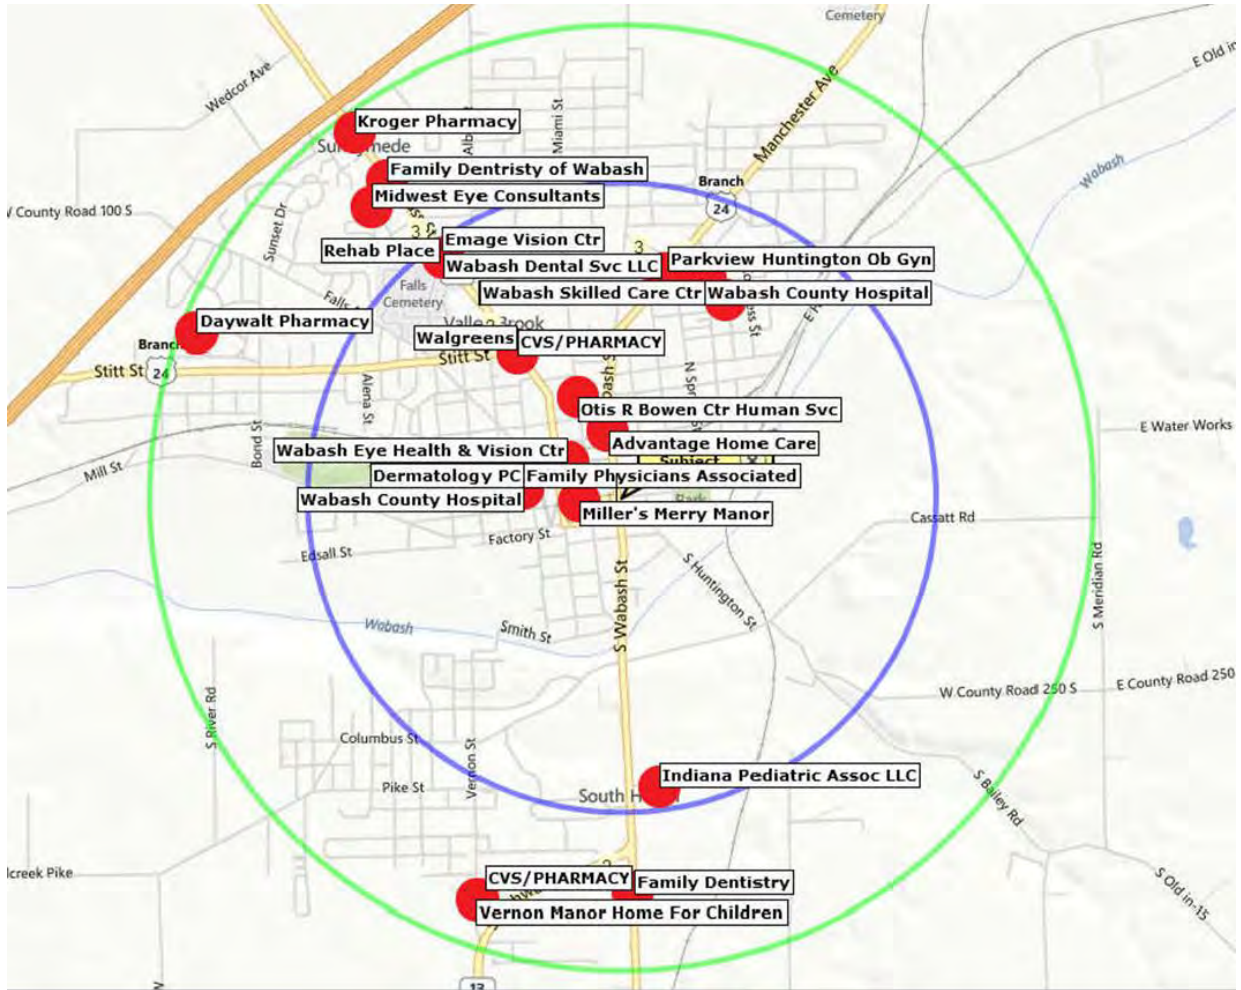 Cemetery
E Old in-
Wedcor Ave
Manchester Ave
Miami St
Kroger Pharmacy
Family Dentristy of Wabash
Wabash
Branch
24
Midwest Eye Consultants
W County Road 100 S
Sunset Dr
3
3
Rehab Place
Emage Vision Ctr
Wabash Dental Svc LLC
Parkview Huntington Ob Gyn
Falls
Cemetery
Wabash Skilled Care Ctr
Wabash County Hospital
Daywalt Pharmacy
Walgreens
CVS/PHARMACY
Stitt St
24
Stitt St
Alena St
Otis R Bowen Ctr Human Svc
Bond St
E Water Works
Advantage Home Care
Wabash Eye Health & Vision Ctr
Subject
Mill St
Dermatology PC
Family Physicians Associated
Wabash County Hospital
Park
Miller's Merry Manor
Cassatt Rd
Factory St
Edsall St
S Huntington St
S Meridian Rd
S Wabash St
Wabash
Smith St
W County Road 250 S
E County Road 250
S River Rd
Columbus St
Vernon St
Pike St
Indiana Pediatric Assoc LLC
S Bailey Rd
lcreek Pike
CVS/PHARMACY
Family Dentistry
Vernon Manor Home For Children
S Old in-15
13